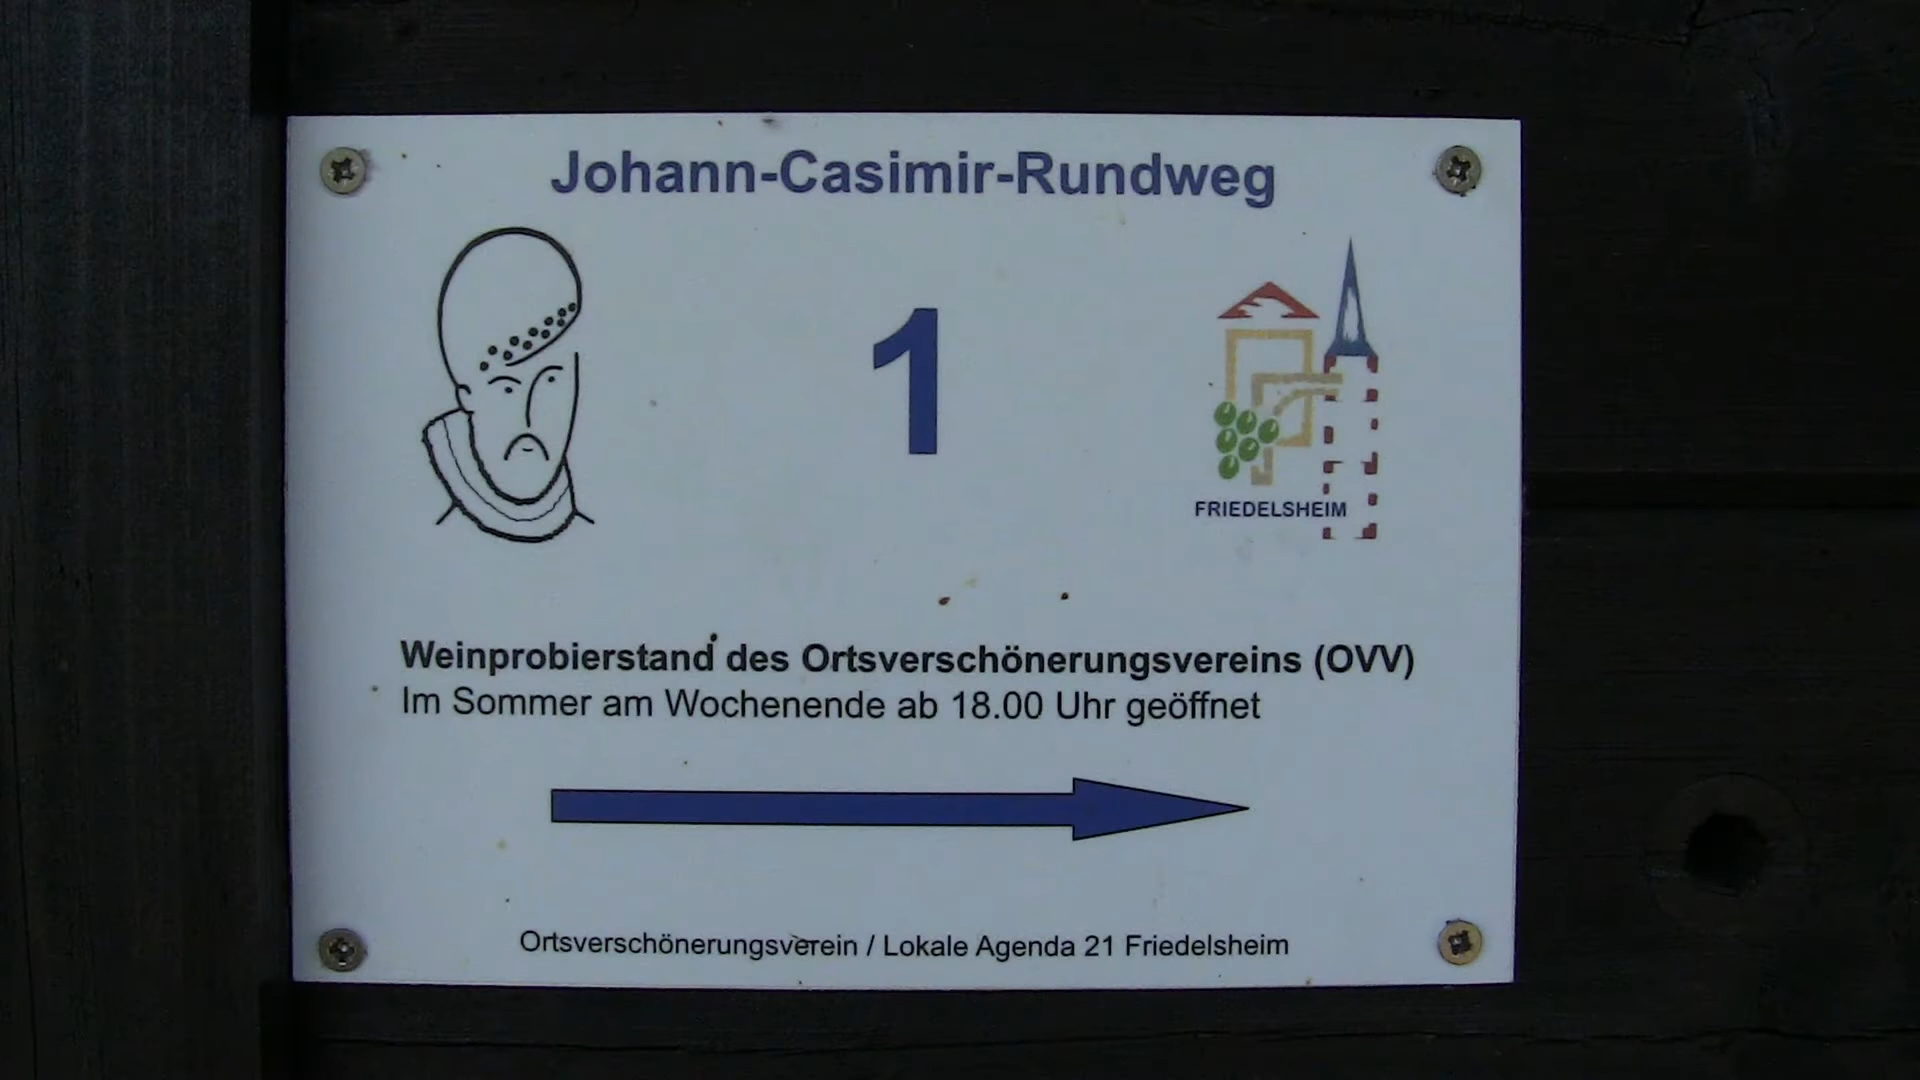 Johann-Casimir-Rundweg
1
FRIEDELSHEIM
Weinprobierstand des Ortsverschönerungsvereins (OVV)
Im Sommer am Wochenende ab 18.00 Uhr geöffnet
Ortsverschönerungsverein / Lokale Agenda 21 Friedelsheim